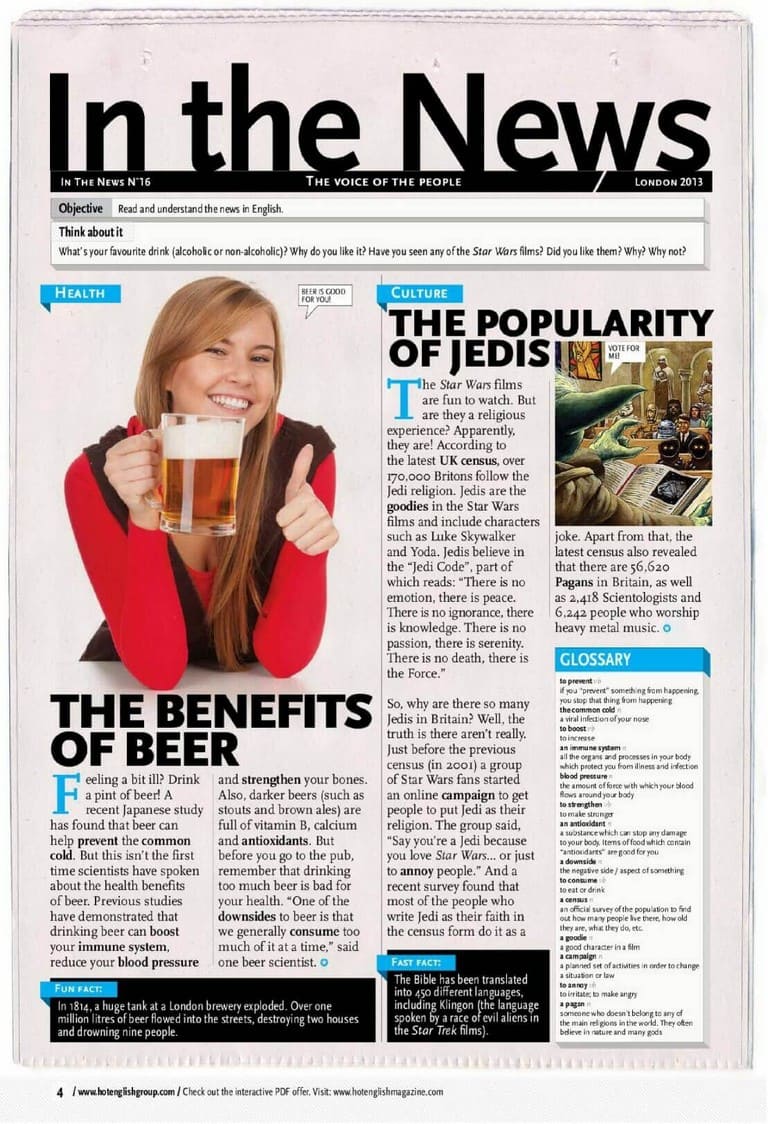 In the News
IN THE NEWS N°16
THE VOICE OF THE PEOPLE
LONDON 2013
Objective Read and understand the news in English.
Think about it
What's your favourite drink (alcoholic or non-alcoholic)? Why do you like it? Have you seen any of the Star Wars films? Did you like them? Why? Why not?
HEALTH
BEER IS GOOD
FOR YOU!
THE BENEFITS
OF BEER
Feeling a bit ill? Drink
a pint of beer! A
recent Japanese study
has found that beer can
help prevent the common
cold. But this isn't the first
time scientists have spoken
about the health benefits
of beer. Previous studies
have demonstrated that
drinking beer can boost
your immune system,
reduce your blood pressure
and strengthen your bones.
Also, darker beers (such as
stouts and brown ales) are
full of vitamin B, calcium
and antioxidants. But
before you go to the pub,
remember that drinking
too much beer is bad for
your health. “One of the
downsides to beer is that
we generally consume too
much of it at a time,” said
one beer scientist.
FUN FACT:
In 1814, a huge tank at a London brewery exploded. Over one
million litres of beer flowed into the streets, destroying two houses
and drowning nine people.
CULTURE
THE POPULARITY
OF JEDIS
VOTE FOR
ME!
The Star Wars films
are fun to watch. But
are they a religious
experience? Apparently,
they are! According to
the latest UK census, over
170,000 Britons follow the
Jedi religion. Jedis are the
goodies in the Star Wars
films and include characters
such as Luke Skywalker
and Yoda. Jedis believe in
the “Jedi Code”, part of
which reads: “There is no
emotion, there is peace.
There is no ignorance, there
is knowledge. There is no
passion, there is serenity.
There is no death, there is
the Force.”
So, why are there so many
Jedis in Britain? Well, the
truth is there aren't really.
Just before the previous
census (in 2001) a group
of Star Wars fans started
an online campaign to get
people to put Jedi as their
religion. The group said,
“Say you're a Jedi because
you love Star Wars... or just
to annoy people.” And a
recent survey found that
most of the people who
write Jedi as their faith in
the census form do it as a
joke. Apart from that, the
latest census also revealed
that there are 56,620
Pagans in Britain, as well
as 2,418 Scientologists and
6,242 people who worship
heavy metal music.
FAST FACT:
The Bible has been translated
into 450 different languages,
including Klingon (the language
spoken by a race of evil aliens in
the Star Trek films).
GLOSSARY
to prevent vb
if you “prevent” something from happening,
you stop that thing from happening
the common cold n
a viral infection of your nose
to boost vb
to increase
an immune system n
all the organs and processes in your body
which protect you from illness and infection
blood pressure n
the amount of force with which your blood
flows around your body
to strengthen vb
to make stronger
an antioxidant n
a substance which can stop any damage
to your body. Items of food which contain
“antioxidants” are good for you
a downside n
the negative side / aspect of something
to consume vb
to eat or drink
a census n
an official survey of the population to find
out how many people live there, how old
they are, what they do, etc.
a goodie n
a good character in a film
a campaign n
a planned set of activities in order to change
a situation or law
to annoy vb
to irritate; to make angry
a pagan n
someone who doesn't belong to any of
the main religions in the world. They often
believe in nature and many gods
4 / www.hotenglishgroup.com / Check out the interactive PDF offer. Visit: www.hotenglishmagazine.com